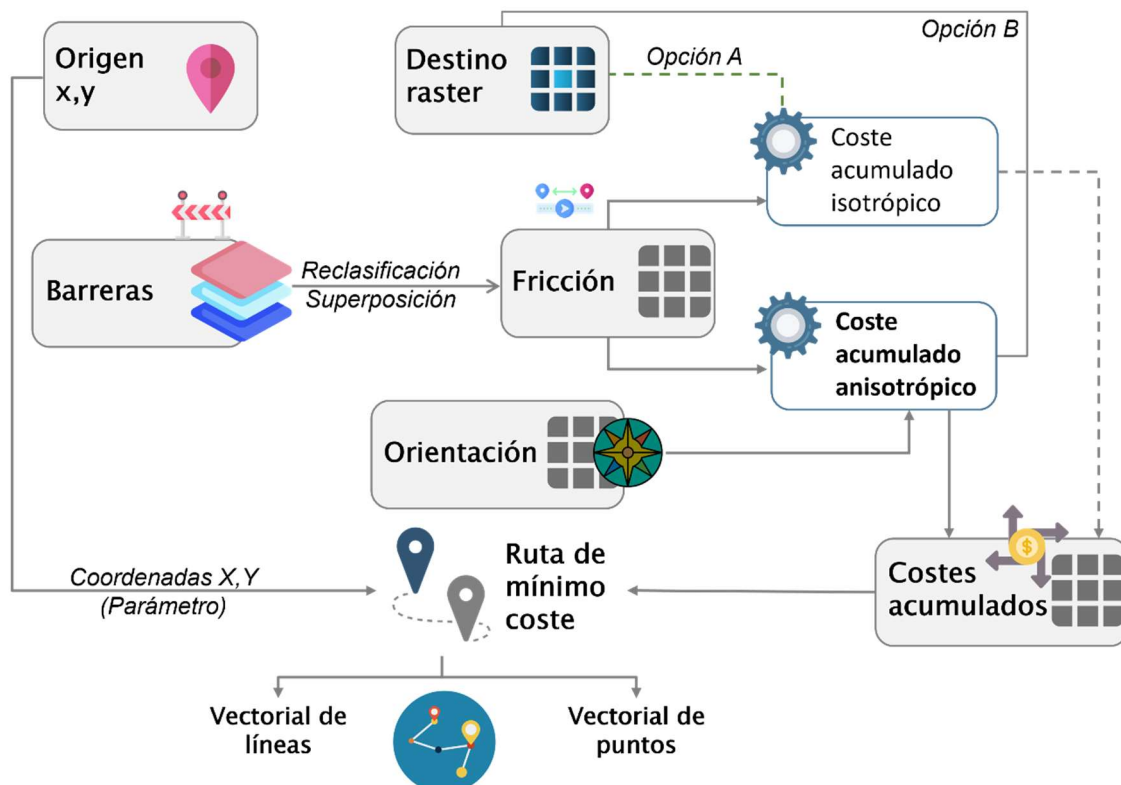 Origen
x,y
Destino
raster
Opción A
Opción B
Coste
acumulado
isotrópico
Barreras
Reclasificación
Superposición
Fricción
Coste
acumulado
anisotrópico
Orientación
Coordenadas X,Y
(Parámetro)
Ruta de
mínimo
coste
$
Costes
acumulados
Vectorial de
líneas
Vectorial de
puntos